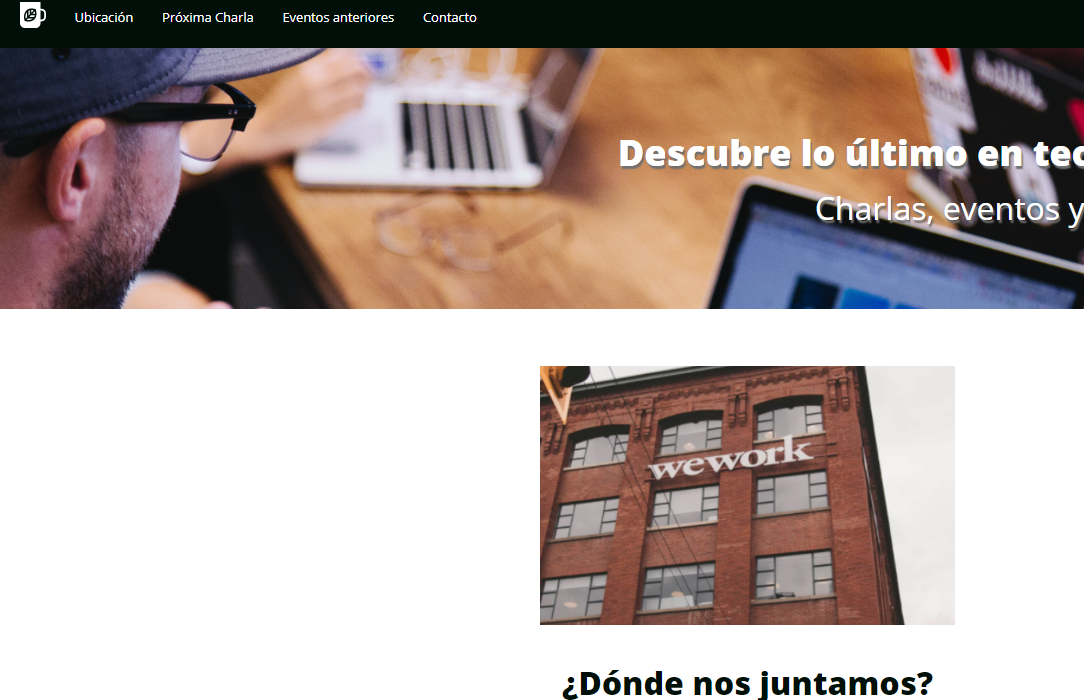 Ubicación Próxima Charla Eventos anteriores Contacto
Descubre lo último en tec
Charlas, eventos y
wework
¿Dónde nos juntamos?